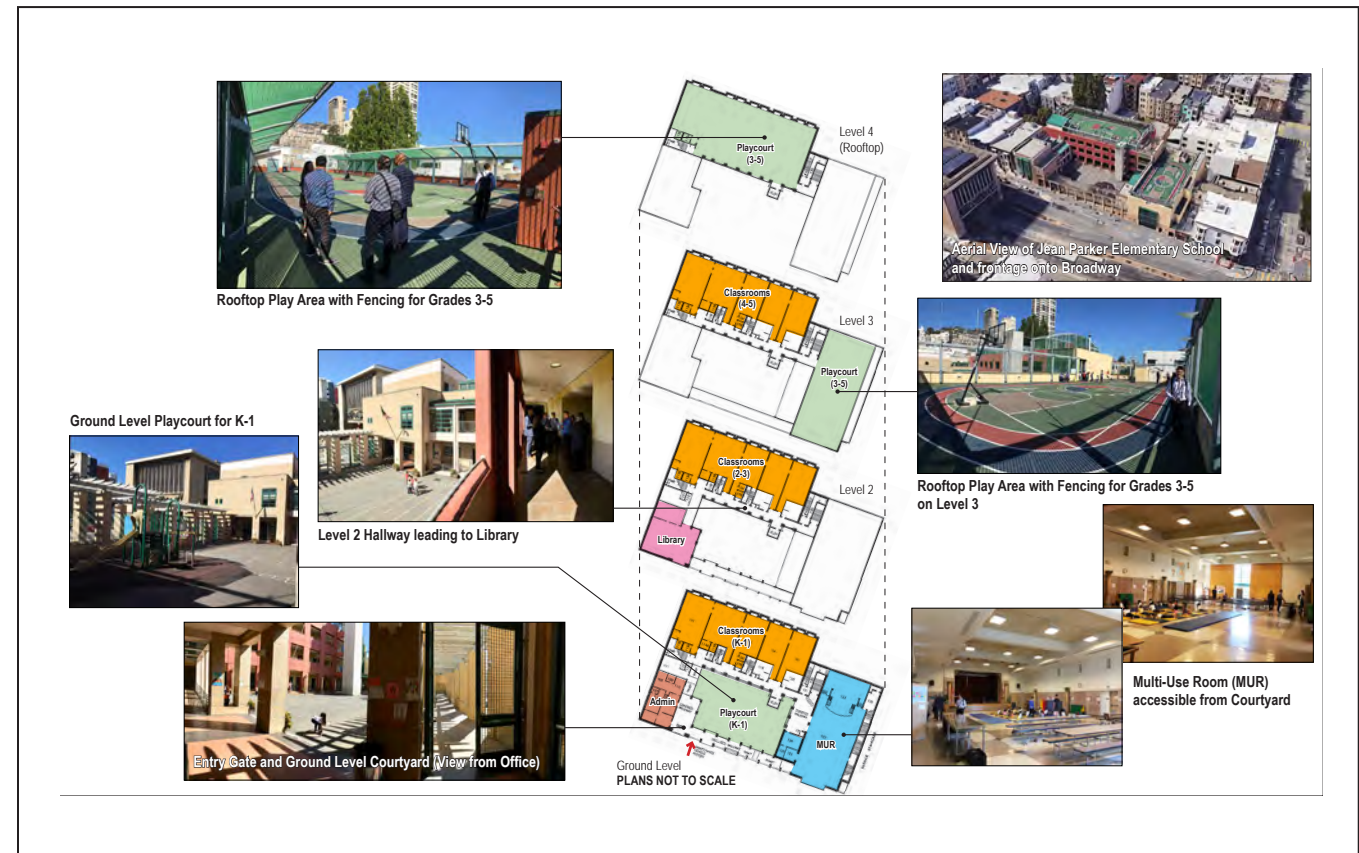 Level 4
(Rooftop)
Playcourt
(3-5)
Aerial View of Jean Parker Elementary School
and frontage onto Broadway
Rooftop Play Area with Fencing for Grades 3-5
Classrooms
(4-5)
Level 3
Playcourt
(3-5)
Ground Level Playcourt for K-1
Classrooms
(2-3)
Level 2
Library
Level 2 Hallway leading to Library
Rooftop Play Area with Fencing for Grades 3-5
on Level 3
Classrooms
(K-1)
Admin
Playcourt
(K-1)
MUR
Multi-Use Room (MUR)
accessible from Courtyard
Entry Gate and Ground Level Courtyard (View from Office)
Ground Level
PLANS NOT TO SCALE